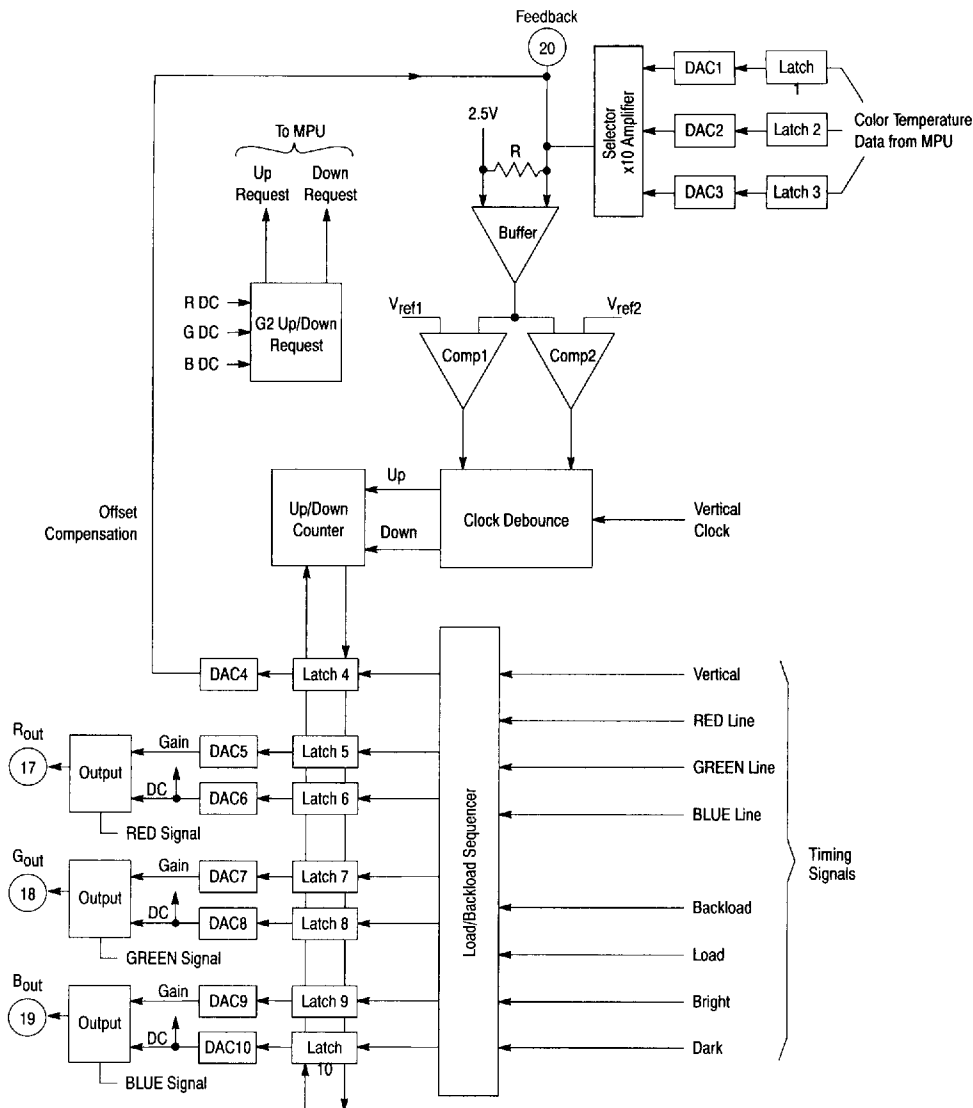 Feedback
20
DAC1
Latch
1
2.5V
Selector
x10 Amplifier
Color Temperature
Data from MPU
DAC2
Latch 2
To MPU
R
Up
Request
Down
Request
DAC3
Latch 3
Buffer
R DC
G DC
B DC
G2 Up/Down
Request
Vref1
Vref2
Comp1
Comp2
Offset
Compensation
Up/Down
Counter
Up
Down
Clock Debounce
Vertical
Clock
DAC4
Latch 4
Load/Backload Sequencer
Vertical
RED Line
GREEN Line
BLUE Line
Backload
Load
Bright
Dark
Timing
Signals
Rout
17
Output
Gain
DC
DAC5
Latch 5
DAC6
Latch 6
RED Signal
Gout
18
Output
Gain
DC
DAC7
Latch 7
DAC8
Latch 8
GREEN Signal
Bout
19
Output
Gain
DC
DAC9
Latch 9
DAC10
Latch
10
BLUE Signal